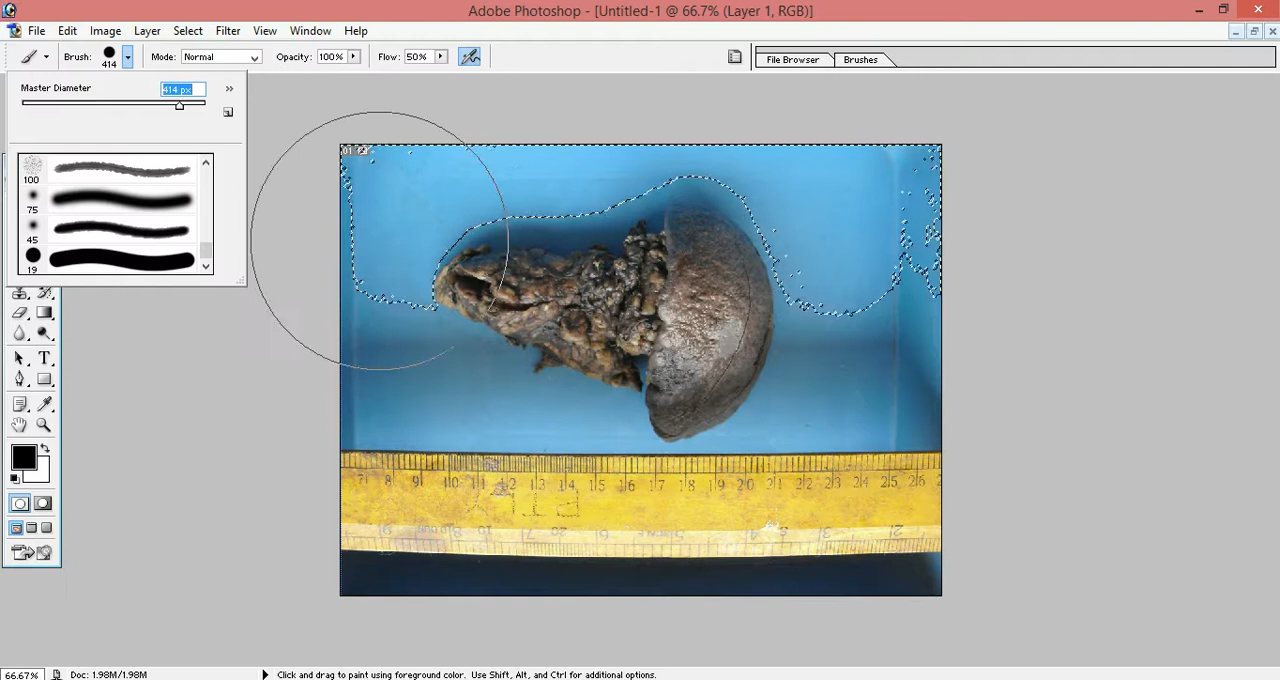 Adobe Photoshop - [Untitled-1 @ 66.7% (Layer 1, RGB)]
File Edit Image Layer Select Filter View Window Help
Brush: 414 Mode: Normal Opacity: 100% Flow: 50% File Browser Brushes
Master Diameter 414 px
100
75
45
19
01
7 8 9 10 11 12 13 14 15 16 17 18 19 20 21 22 23 24 25 26
66.67% Doc: 1.98M/1.98M Click and drag to paint using foreground color. Use Shift, Alt, and Ctrl for additional options.